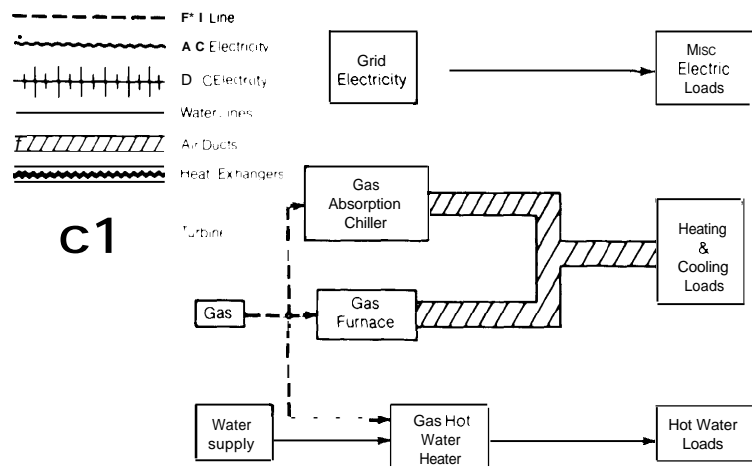 F*I Line
A C Electricity
D CElectricity
Water Lines
Air Ducts
Heat Exhangers
C1
Turbine
Grid
Electricity
Misc
Electric
Loads
Gas
Absorption
Chiller
Heating
&
Cooling
Loads
Gas
Gas
Furnace
Water
supply
Gas Hot
Water
Heater
Hot Water
Loads